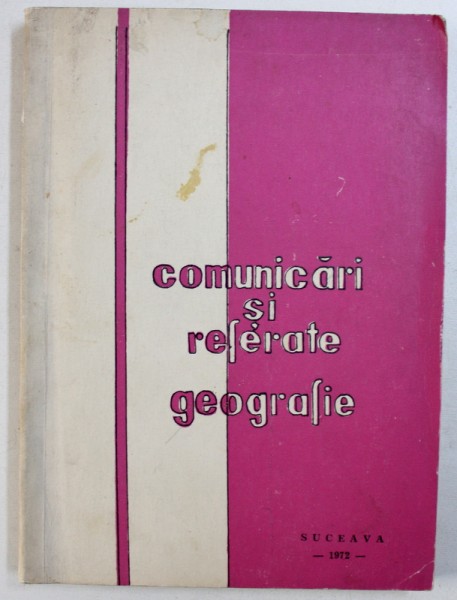 comunicări
și
referate
geografie
SUCEAVA
— 1972 —